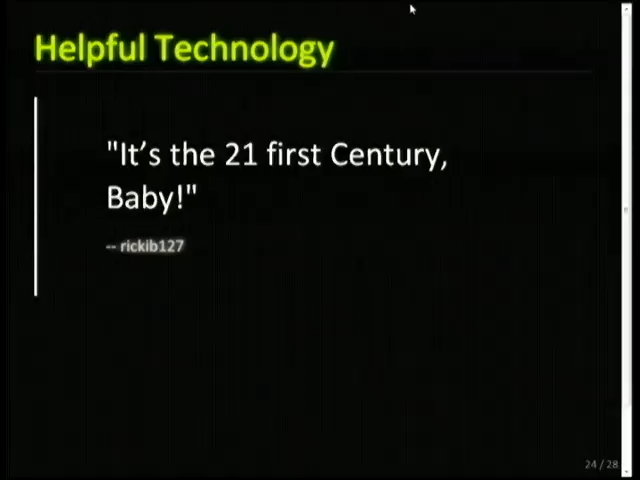 Helpful Technology
"It’s the 21 first Century,
Baby!"
-- rickib127
24 / 28